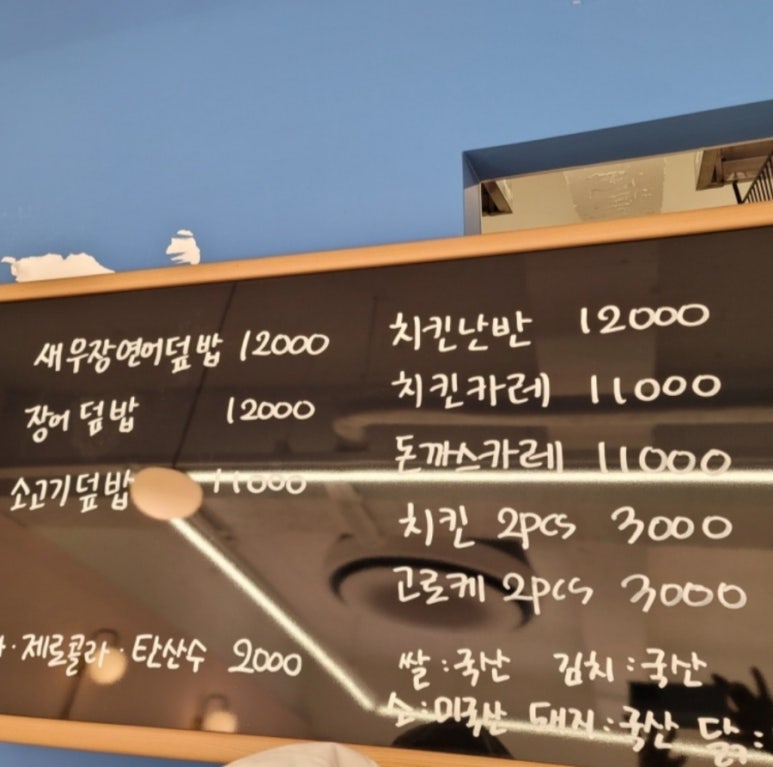 새우장연어덮밥 12000
장어덮밥 12000
소고기덮밥 11000
·제로콜라·탄산수 2000
치킨난반 12000
치킨카레 11000
돈까스카레 11000
치킨 2pcs 3000
고로케 2pcs 3000
쌀:국산 김치:국산
소:미국산 돼지:국산 닭: